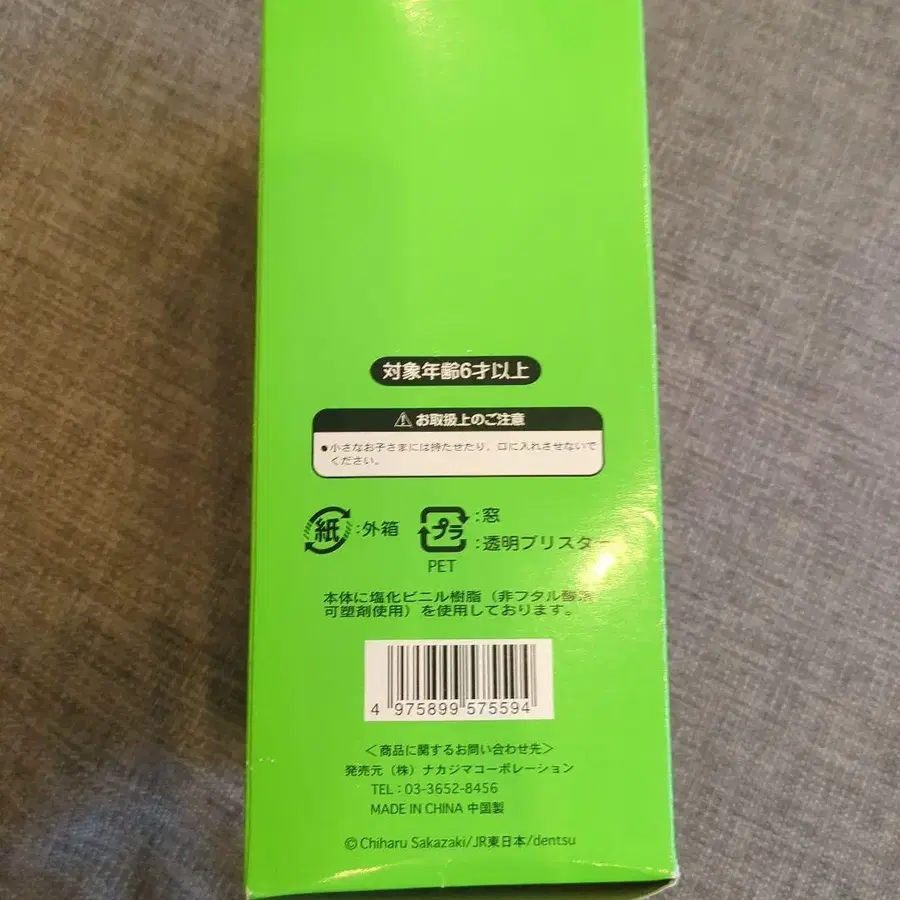 対象年齢6才以上
⚠ お取扱上のご注意
●小さなお子さまには持たせたり、口に入れさせないで
ください。
紙 :外箱
プラ :窓
:透明ブリスター
PET
本体に塩化ビニル樹脂(非フタル酸系
可塑剤使用)を使用しております。
4 975899 575594
<商品に関するお問い合わせ先>
発売元(株)ナカジマコーポレーション
TEL:03-3652-8456
MADE IN CHINA 中国製
© Chiharu Sakazaki/JR東日本/dentsu